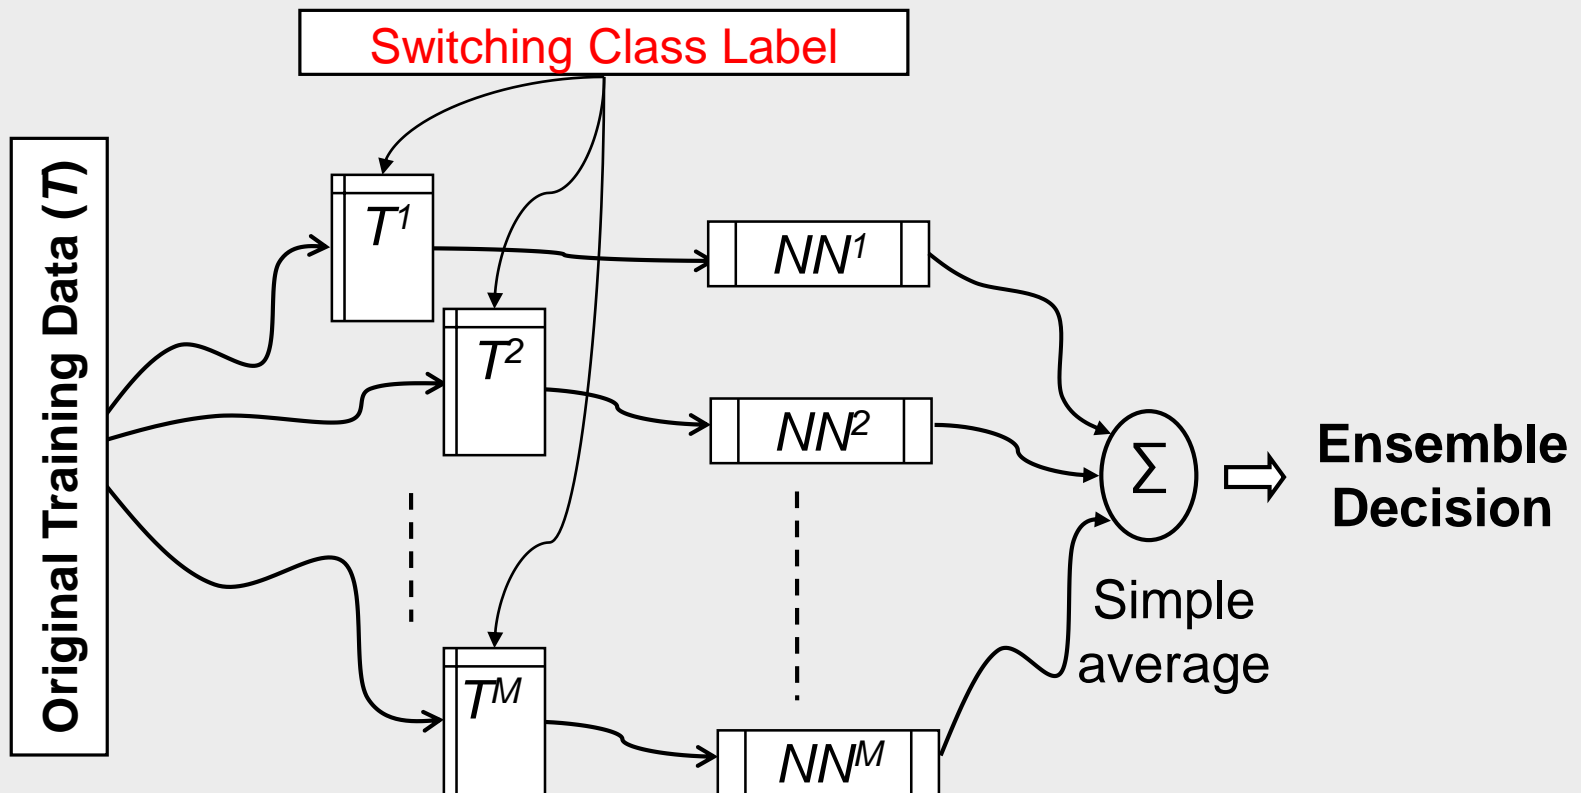 Switching Class Label
Original Training Data (T)
T¹
NN¹
T²
NN²
Σ
Ensemble
Decision
Simple
average
Tᴹ
NNᴹ